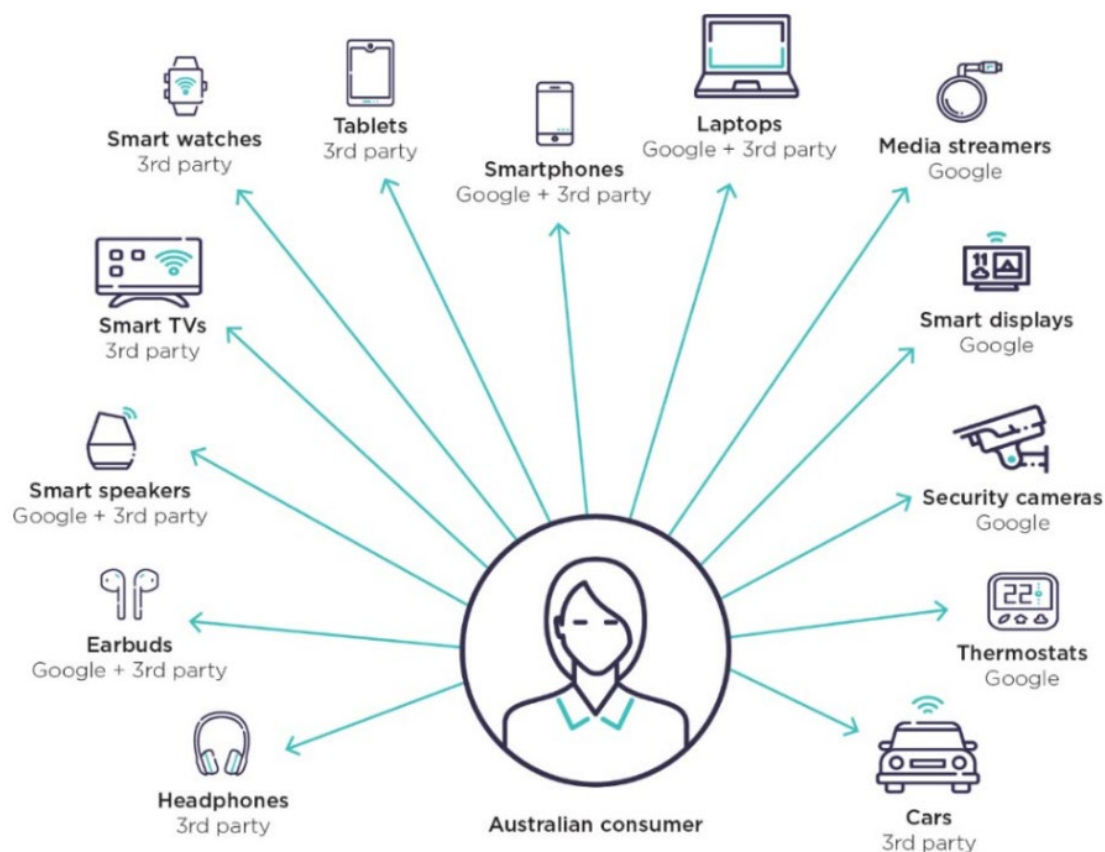 Smart watches
3rd party
Tablets
3rd party
Smartphones
Google + 3rd party
Laptops
Google + 3rd party
Media streamers
Google
Smart TVs
3rd party
11
Smart displays
Google
Smart speakers
Google + 3rd party
Security cameras
Google
Earbuds
Google + 3rd party
22
Thermostats
Google
Headphones
3rd party
Australian consumer
Cars
3rd party